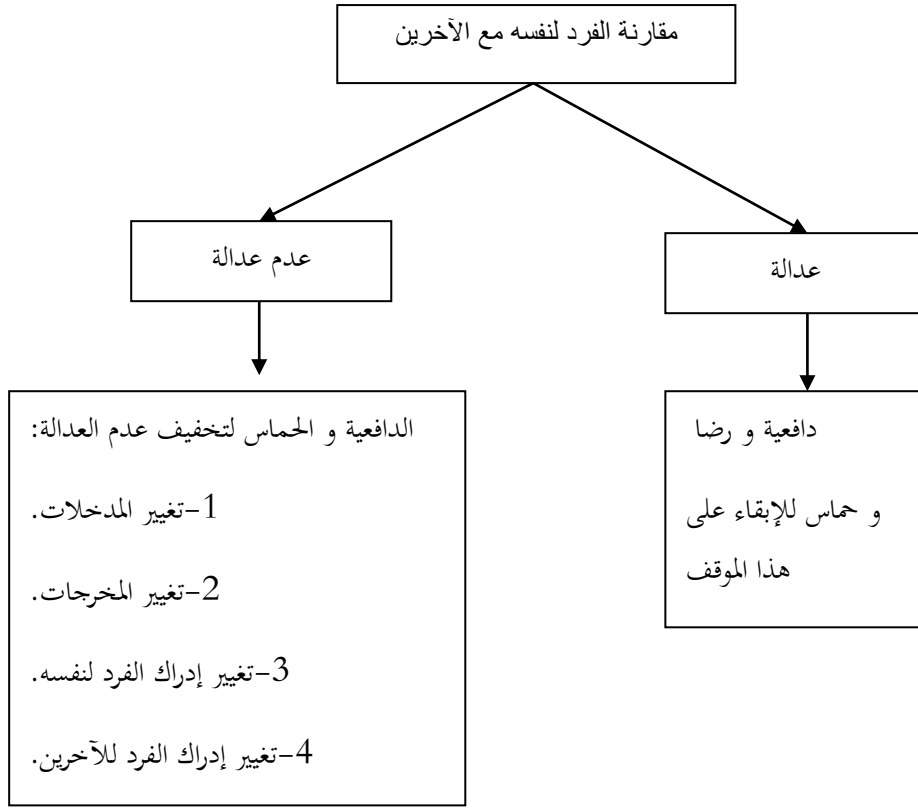 مقارنة الفرد لنفسه مع الآخرين
عدالة
عدم عدالة
دافعية و رضا
و حماس للإبقاء على
هذا الموقف
الدافعية و الحماس لتخفيف عدم العدالة:
1-تغيير المدخلات.
2-تغيير المخرجات.
3-تغيير إدراك الفرد لنفسه.
4-تغيير إدراك الفرد للآخرين.